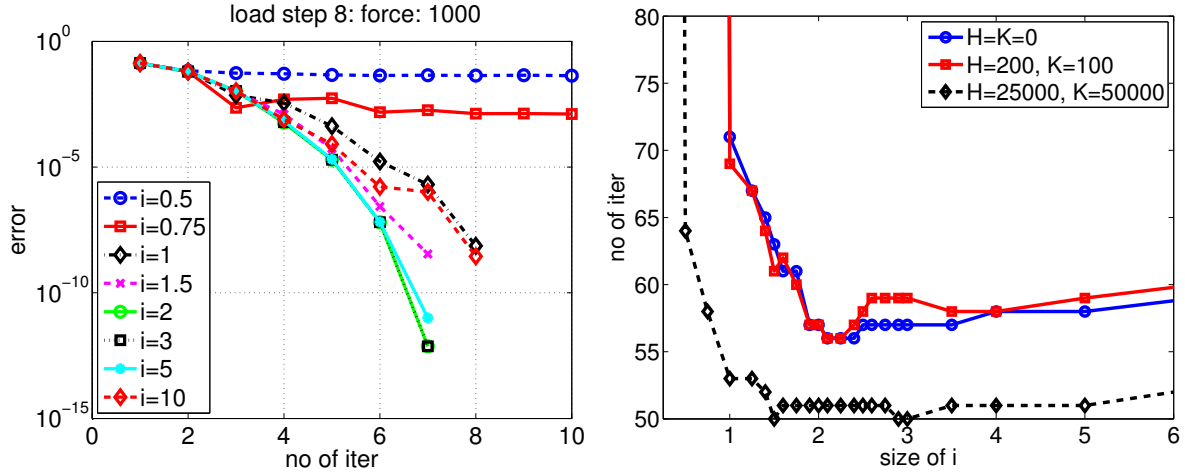 load step 8: force: 1000
error
10^0
10^-5
10^-10
10^-15
i=0.5
i=0.75
i=1
i=1.5
i=2
i=3
i=5
i=10
0 2 4 6 8 10
no of iter
no of iter
80
75
70
65
60
55
50
H=K=0
H=200, K=100
H=25000, K=50000
1 2 3 4 5 6
size of i